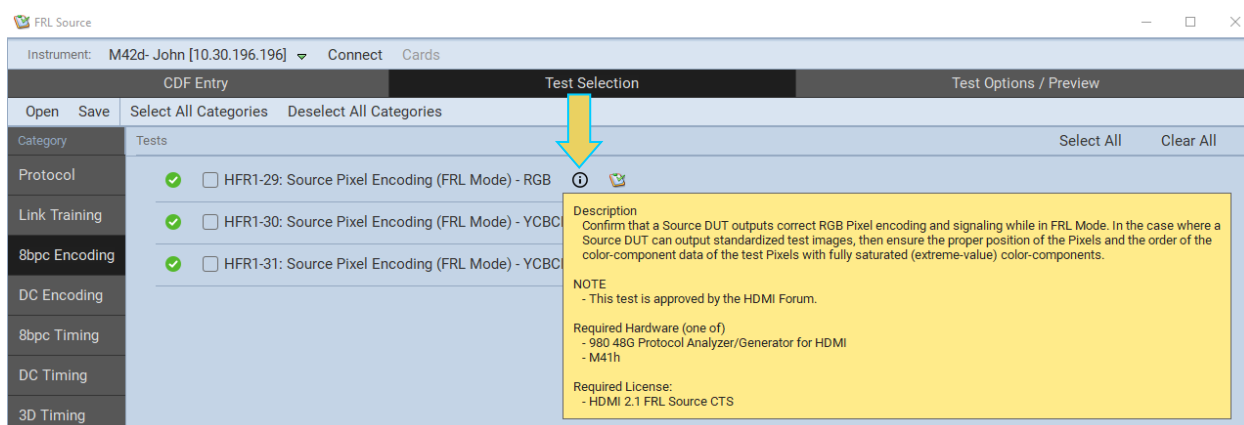 FRL Source
Instrument: M42d- John [10.30.196.196] Connect Cards
CDF Entry Test Selection Test Options / Preview
Open Save Select All Categories Deselect All Categories
Category Tests Select All Clear All
Protocol
HFR1-29: Source Pixel Encoding (FRL Mode) - RGB
Link Training
HFR1-30: Source Pixel Encoding (FRL Mode) - YCBC
8bpc Encoding
HFR1-31: Source Pixel Encoding (FRL Mode) - YCBC
DC Encoding
8bpc Timing
DC Timing
3D Timing
Description
Confirm that a Source DUT outputs correct RGB Pixel encoding and signaling while in FRL Mode. In the case where a
Source DUT can output standardized test images, then ensure the proper position of the Pixels and the order of the
color-component data of the test Pixels with fully saturated (extreme-value) color-components.
NOTE
- This test is approved by the HDMI Forum.
Required Hardware (one of)
- 980 48G Protocol Analyzer/Generator for HDMI
- M41h
Required License:
- HDMI 2.1 FRL Source CTS